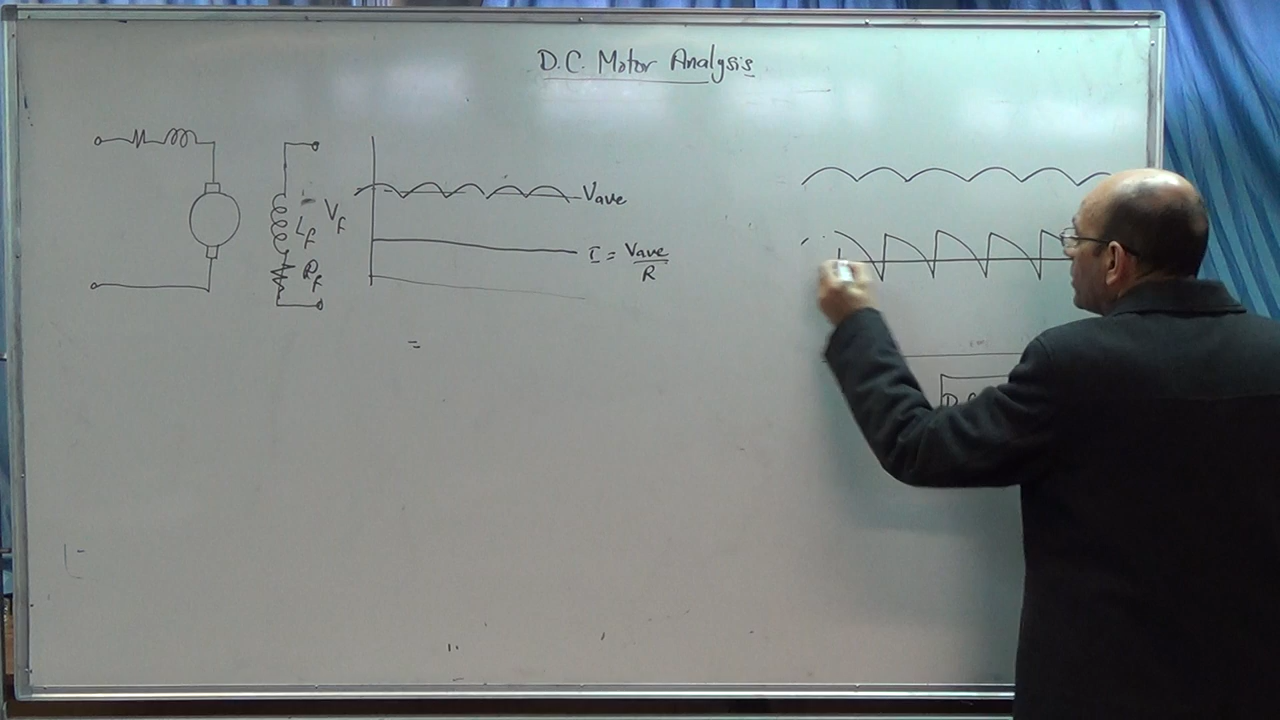 D.C. Motor Analysis
Vf
Lf
Rf
Vave
I = Vave
R
=
D.C